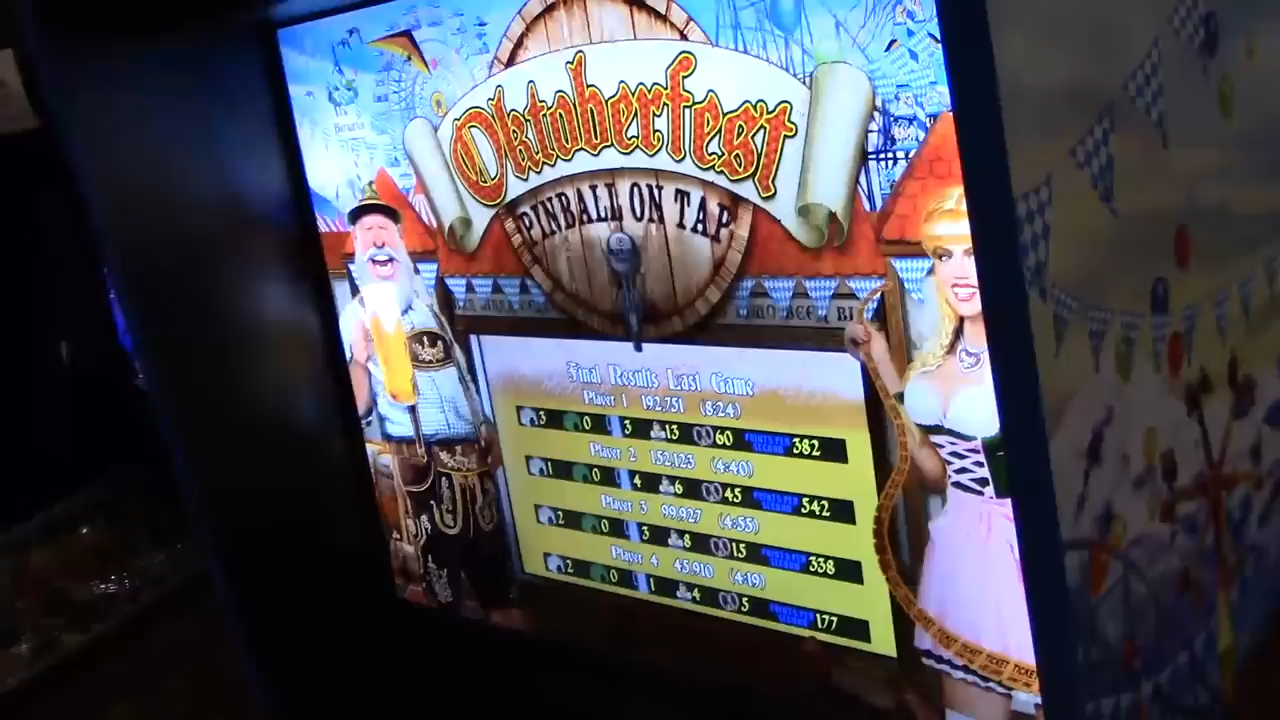 Oktoberfest
PINBALL ON TAP
Final Results Last Game
Player 1 192,751 (8:24)
3 0 3 13 60 POINTS PER SECOND 382
Player 2 152,123 (4:40)
1 0 4 6 45 POINTS PER SECOND 542
Player 3 99,927 (4:55)
2 0 3 8 15 POINTS PER SECOND 338
Player 4 45,910 (4:19)
2 0 1 4 5 POINTS PER SECOND 177
TICKET TICKET TICKET